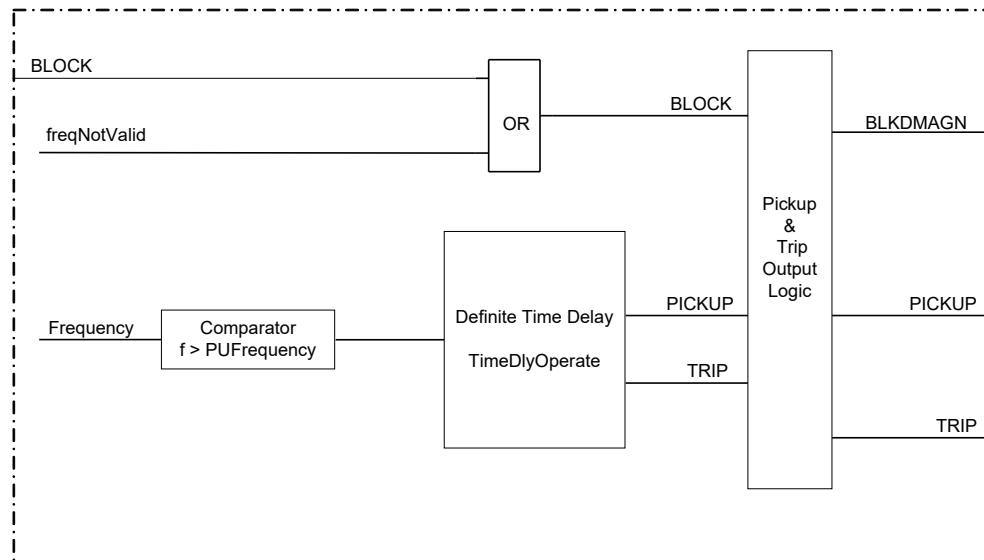 BLOCK
freqNotValid
OR
BLOCK
BLKDMAGN
Pickup
&
Trip
Output
Logic
Frequency
Comparator
f > PUFrequency
Definite Time Delay
TimeDlyOperate
PICKUP
TRIP
PICKUP
TRIP